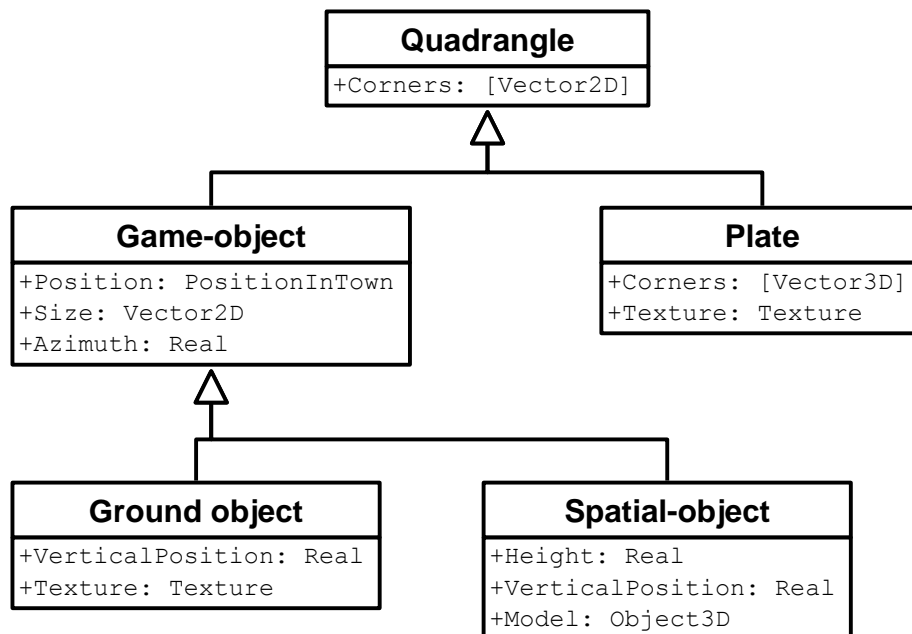 Quadrangle
+Corners: [Vector2D]
Game-object
+Position: PositionInTown
+Size: Vector2D
+Azimuth: Real
Plate
+Corners: [Vector3D]
+Texture: Texture
Ground object
+VerticalPosition: Real
+Texture: Texture
Spatial-object
+Height: Real
+VerticalPosition: Real
+Model: Object3D